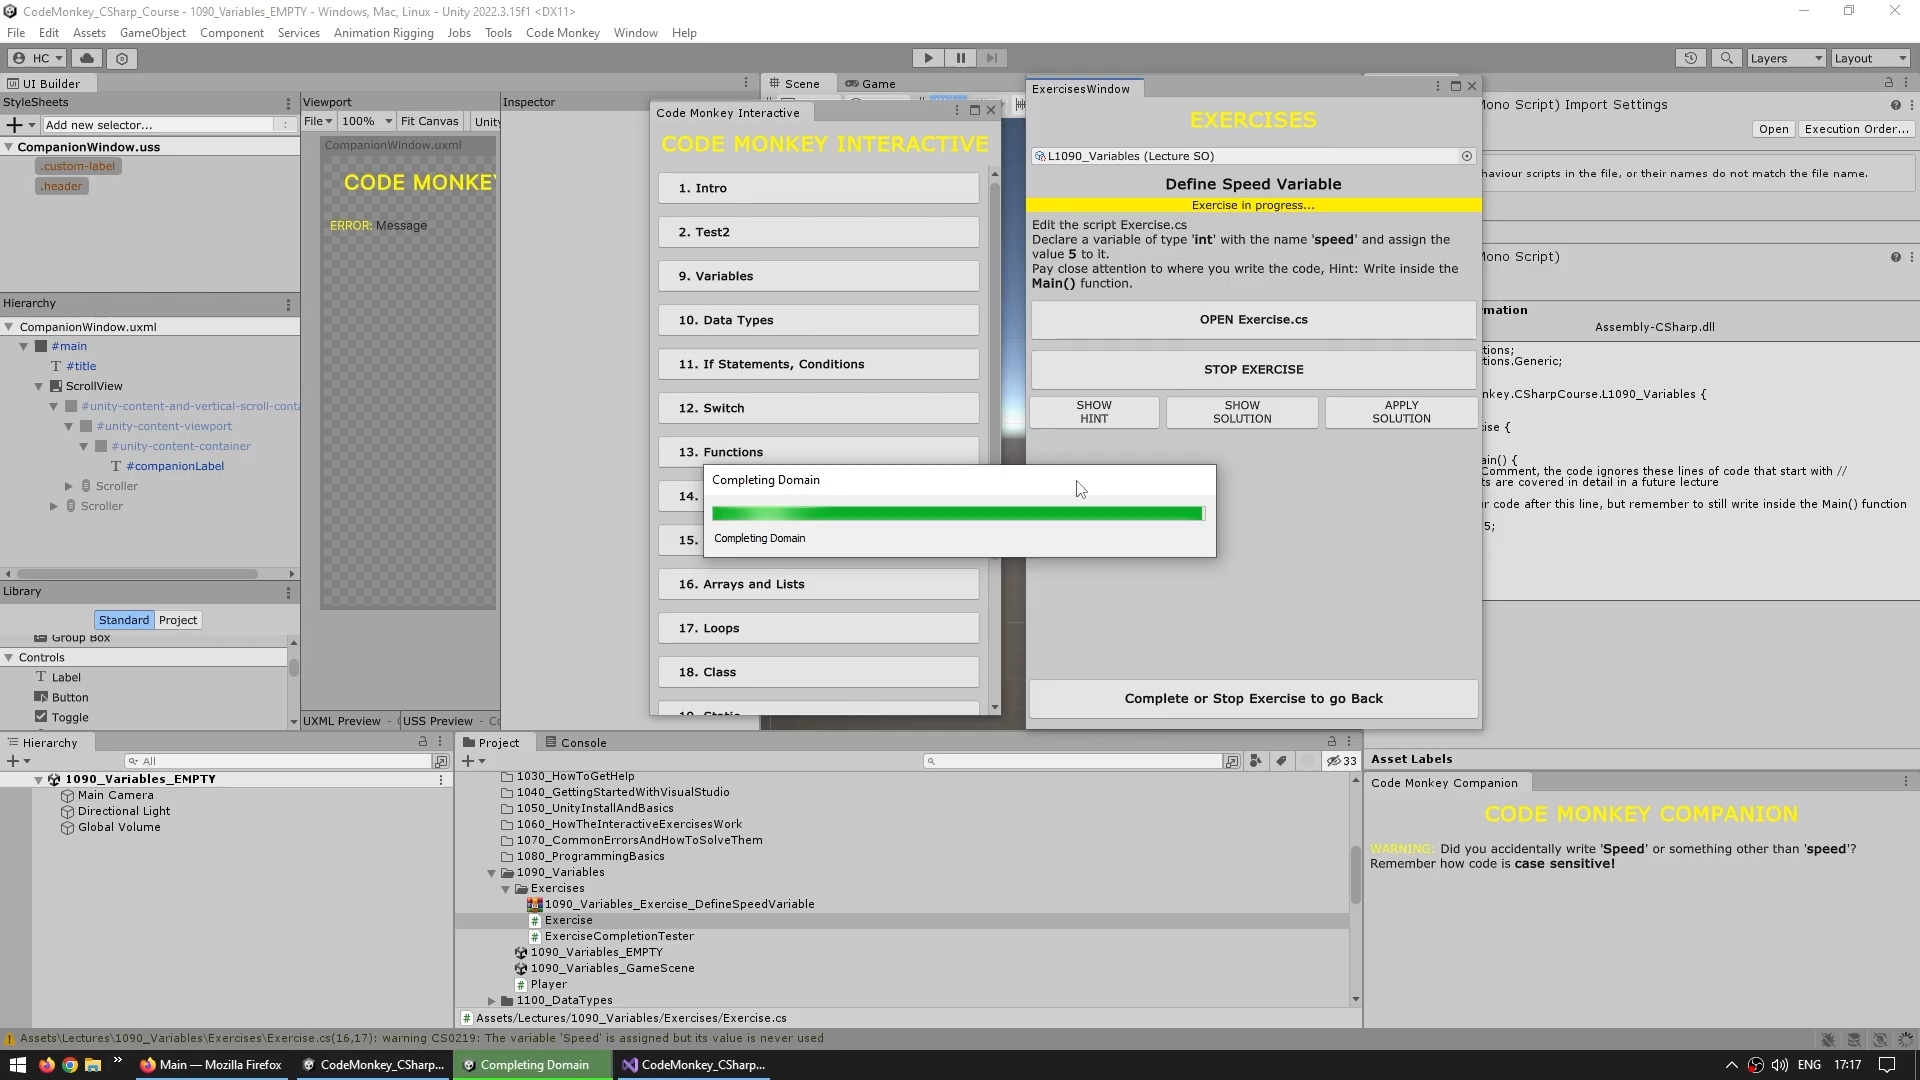 CodeMonkey_CSharp_Course - 1090_Variables_EMPTY - Windows, Mac, Linux - Unity 2022.3.15f1 <DX11>
File Edit Assets GameObject Component Services Animation Rigging Jobs Tools Code Monkey Window Help
HC
Layers
Layout
UI Builder
StyleSheets
Add new selector...
CompanionWindow.uss
.custom-label
.header
Viewport
File 100% Fit Canvas Unity
CompanionWindow.uxml
CODE MONKEY
ERROR: Message
Inspector
Scene
Game
Hierarchy
CompanionWindow.uxml
#main
#title
ScrollView
#unity-content-and-vertical-scroll-conta
#unity-content-viewport
#unity-content-container
#companionLabel
Scroller
Scroller
Library
Standard Project
Group Box
Controls
Label
Button
Toggle
UXML Preview - USS Preview -
Code Monkey Interactive
CODE MONKEY INTERACTIVE
1. Intro
2. Test2
9. Variables
10. Data Types
11. If Statements, Conditions
12. Switch
13. Functions
14.
15.
16. Arrays and Lists
17. Loops
18. Class
19. Static
Completing Domain
Completing Domain
ExercisesWindow
EXERCISES
L1090_Variables (Lecture SO)
Define Speed Variable
Exercise in progress...
Edit the script Exercise.cs
Declare a variable of type 'int' with the name 'speed' and assign the
value 5 to it.
Pay close attention to where you write the code, Hint: Write inside the
Main() function.
OPEN Exercise.cs
STOP EXERCISE
SHOW
HINT
SHOW
SOLUTION
APPLY
SOLUTION
Complete or Stop Exercise to go Back
Mono Script) Import Settings
Open Execution Order...
haviour scripts in the file, or their names do not match the file name.
Mono Script)
rmation
Assembly-CSharp.dll
tions;
tions.Generic;
nkey.CSharpCourse.L1090_Variables {
ise {
ain() {
Comment, the code ignores these lines of code that start with //
ts are covered in detail in a future lecture
r code after this line, but remember to still write inside the Main() function
5;
Asset Labels
Code Monkey Companion
CODE MONKEY COMPANION
WARNING: Did you accidentally write 'Speed' or something other than 'speed'?
Remember how code is case sensitive!
Hierarchy
All
1090_Variables_EMPTY
Main Camera
Directional Light
Global Volume
Project
Console
33
1030_HowToGetHelp
1040_GettingStartedWithVisualStudio
1050_UnityInstallAndBasics
1060_HowTheInteractiveExercisesWork
1070_CommonErrorsAndHowToSolveThem
1080_ProgrammingBasics
1090_Variables
Exercises
1090_Variables_Exercise_DefineSpeedVariable
Exercise
ExerciseCompletionTester
1090_Variables_EMPTY
1090_Variables_GameScene
Player
1100_DataTypes
Assets/Lectures/1090_Variables/Exercises/Exercise.cs
Assets\Lectures\1090_Variables\Exercises\Exercise.cs(16,17): warning CS0219: The variable 'Speed' is assigned but its value is never used
Main — Mozilla Firefox
CodeMonkey_CSharp...
Completing Domain
CodeMonkey_CSharp...
ENG 17:17